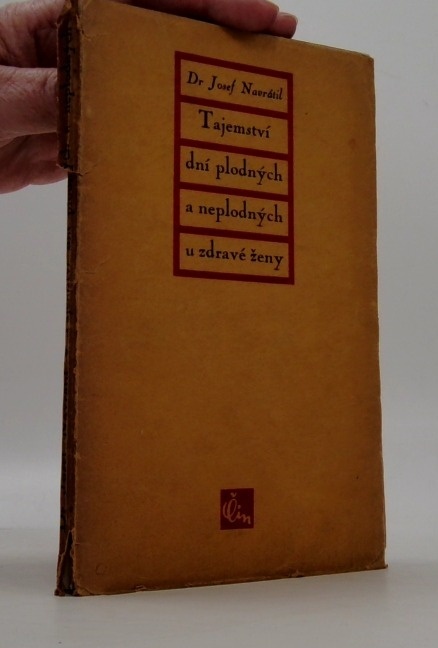 Dr Josef Navrátil
Tajemství
dní plodných
a neplodných
u zdravé ženy
Čin